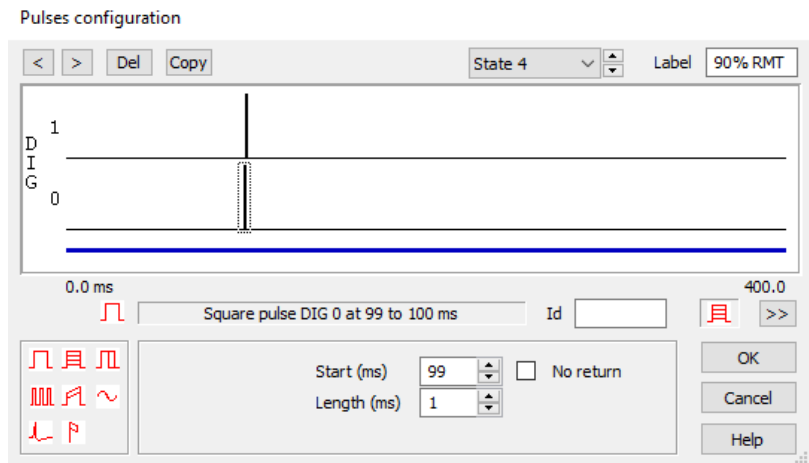 Pulses configuration
< > Del Copy State 4 Label 90% RMT
1
DIG
0
0.0 ms 400.0
Square pulse DIG 0 at 99 to 100 ms Id >>
Start (ms) 99 No return OK
Length (ms) 1 Cancel
Help